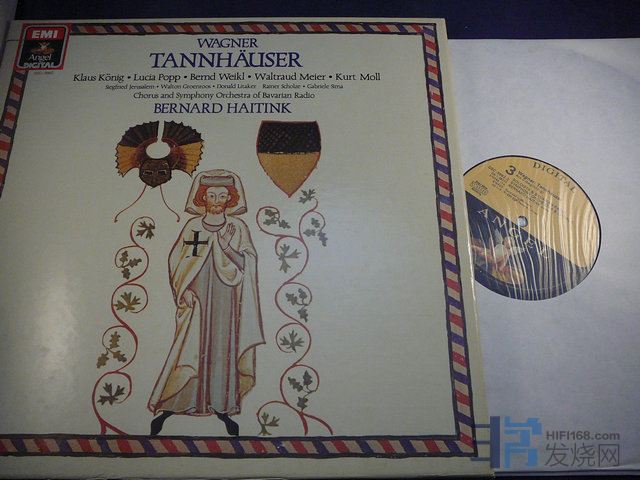 EMI
Angel
DIGITAL
WAGNER
TANNHÄUSER
Klaus König • Lucia Popp • Bernd Weikl • Waltraud Meier • Kurt Moll
Siegfried Jerusalem • Walton Groenroos • Donald Litaker Rainer Scholze • Gabriele Sima
Chorus and Symphony Orchestra of Bavarian Radio
BERNARD HAITINK
DIGITAL
3
Wagner: Tannhäuser
ANGEL
HIFI168.com
发烧网